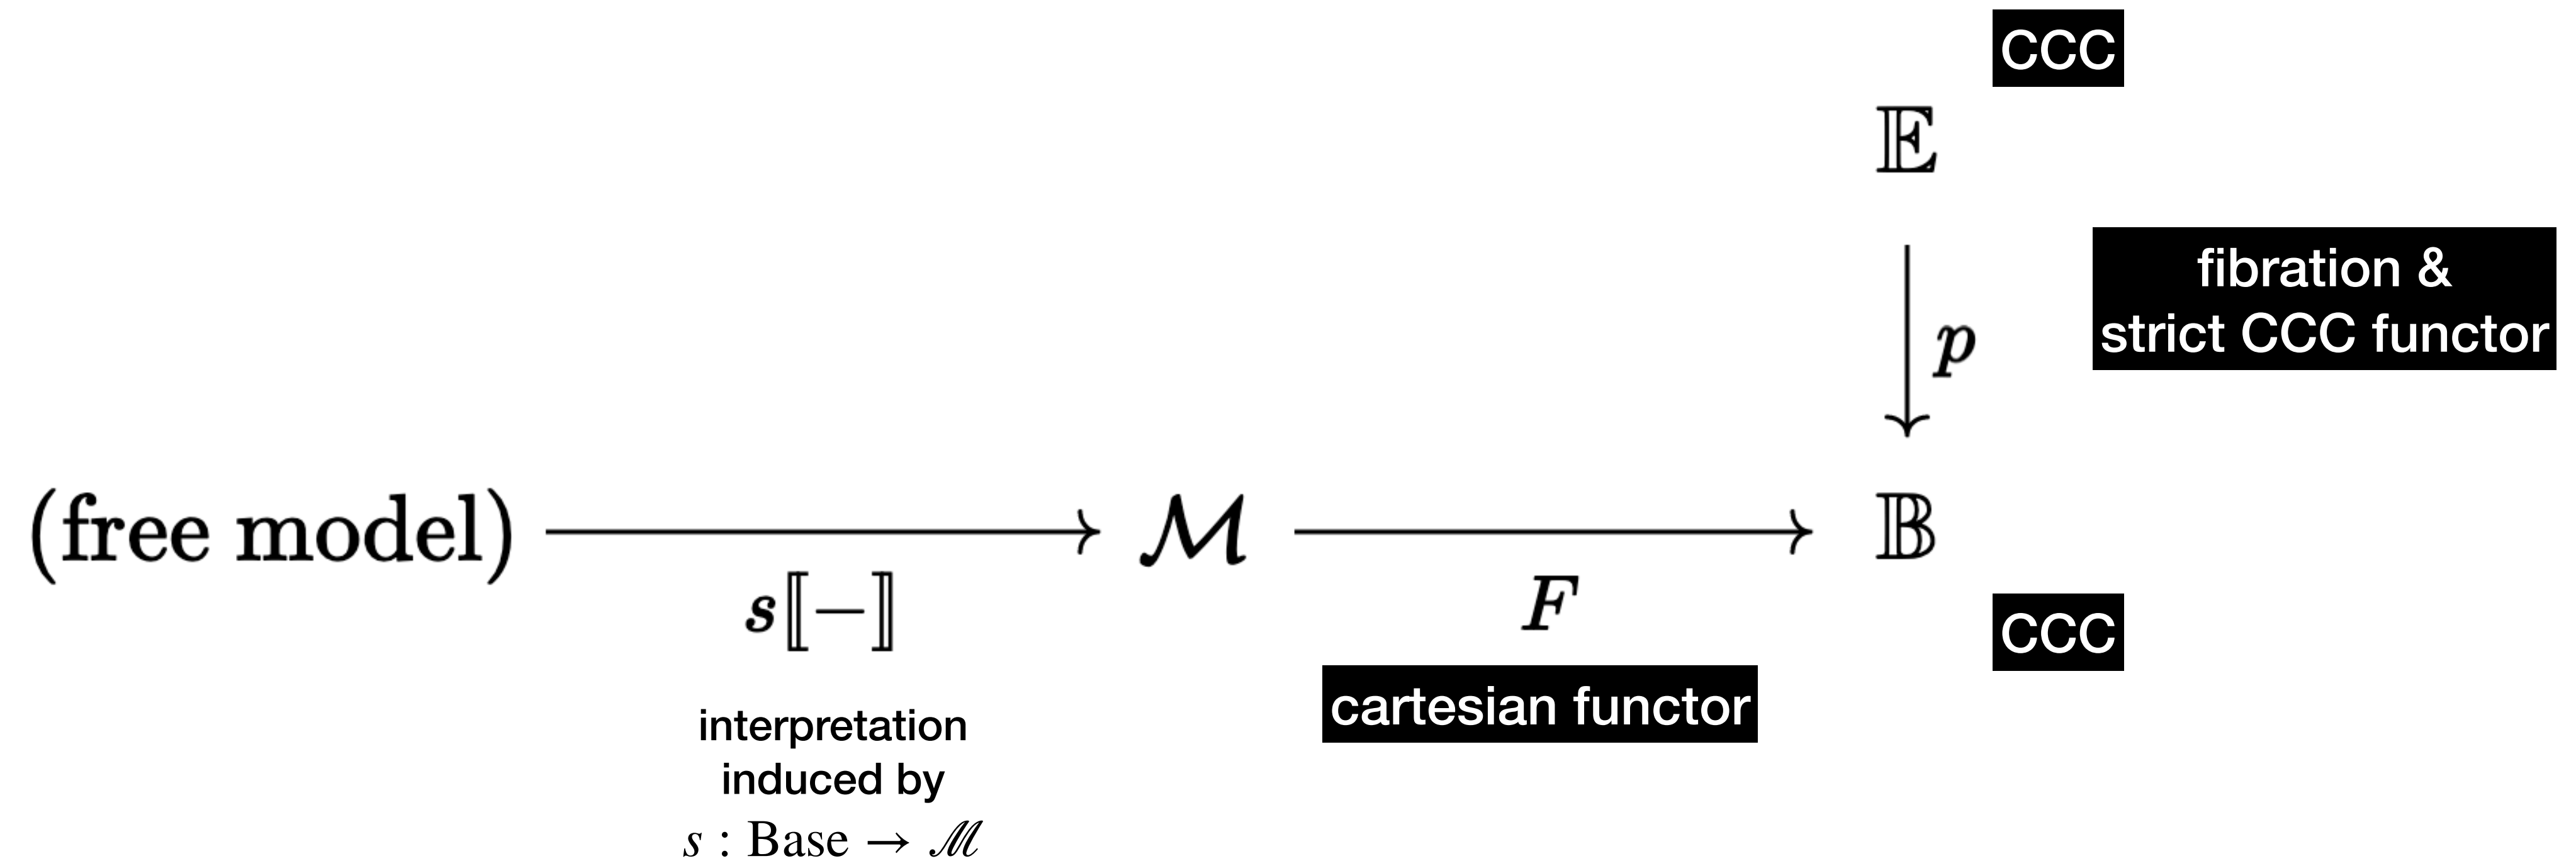 CCC
𝔼
fibration &
strict CCC functor
p
(free model)
ℳ
𝔹
s⟦−⟧
F
CCC
cartesian functor
interpretation
induced by
s : Base → ℳ